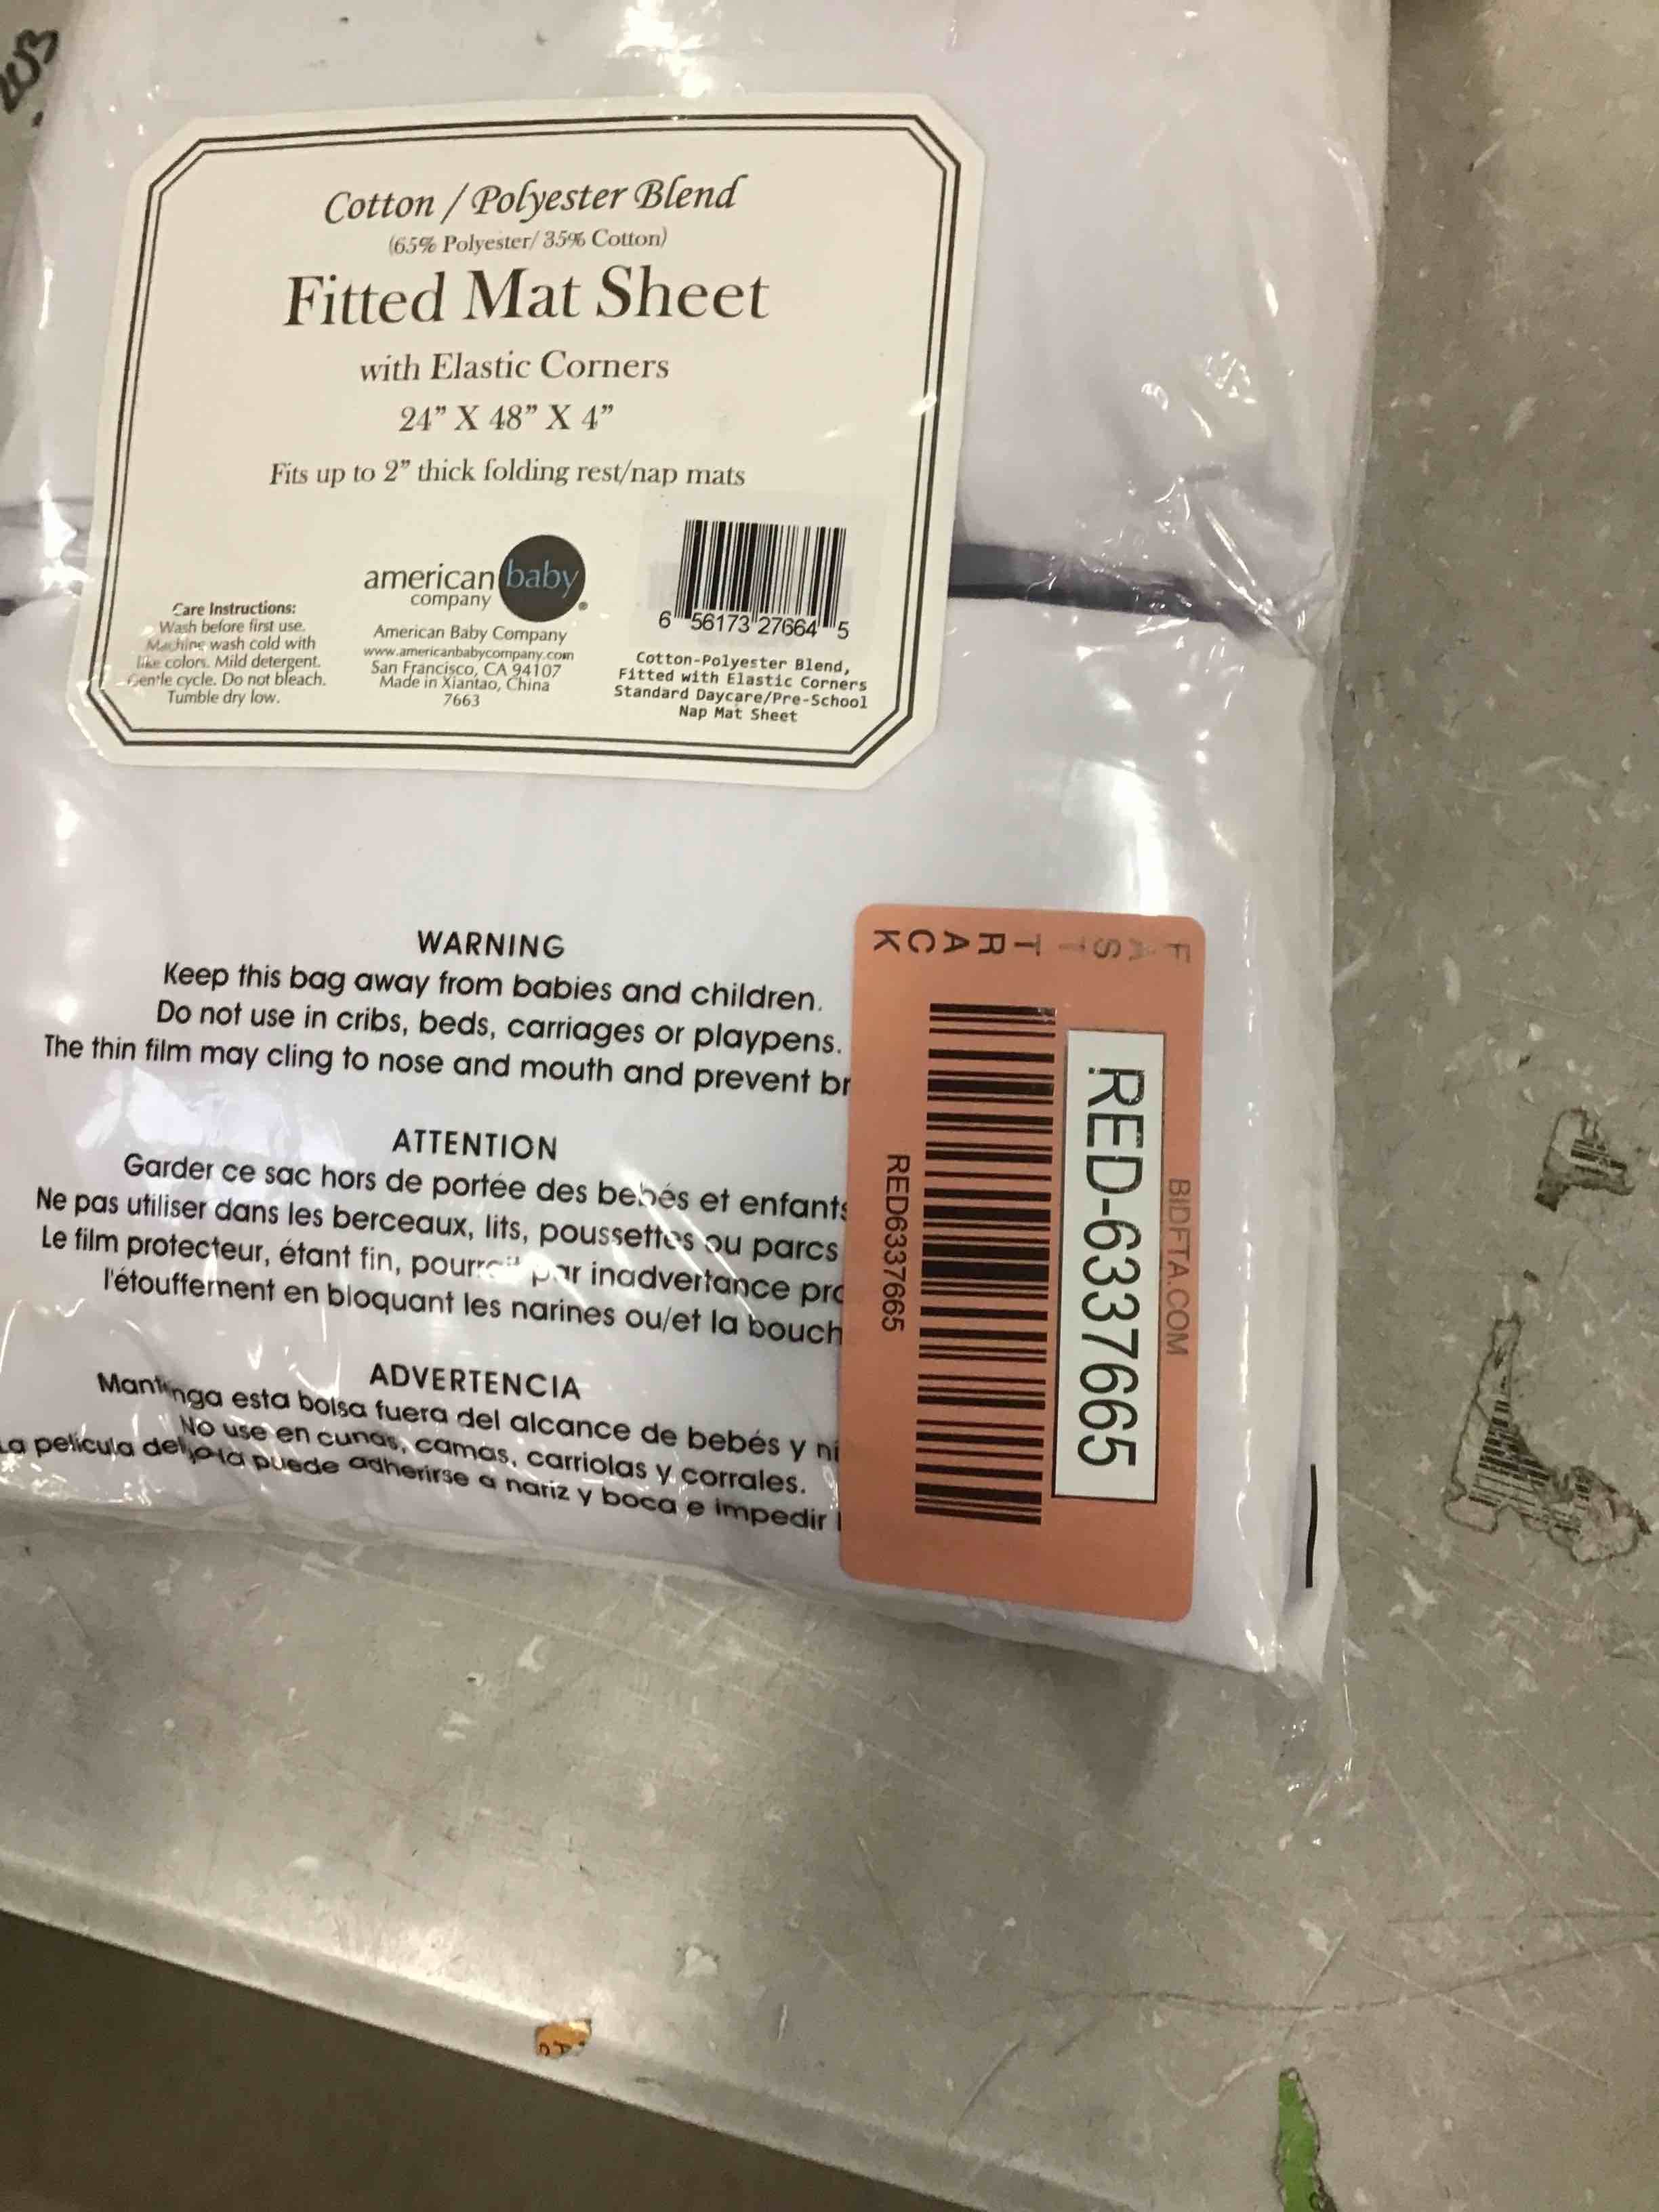 Cotton / Polyester Blend
(65% Polyester/ 35% Cotton)
Fitted Mat Sheet
with Elastic Corners
24” X 48” X 4”
Fits up to 2” thick folding rest/nap mats
Care Instructions:
Wash before first use.
Machine wash cold with
like colors. Mild detergent.
Gentle cycle. Do not bleach.
Tumble dry low.
american baby
company
American Baby Company
www.americanbabycompany.com
San Francisco, CA 94107
Made in Xiantao, China
7663
6 56173 27664 5
Cotton-Polyester Blend,
Fitted with Elastic Corners
Standard Daycare/Pre-School
Nap Mat Sheet
WARNING
Keep this bag away from babies and children.
Do not use in cribs, beds, carriages or playpens.
The thin film may cling to nose and mouth and prevent br
ATTENTION
Garder ce sac hors de portée des bebés et enfants
Ne pas utiliser dans les berceaux, lits, poussettes ou parcs
Le film protecteur, étant fin, pourrait par inadvertance pro
l'étouffement en bloquant les narines ou/et la bouch
ADVERTENCIA
Mantenga esta bolsa fuera del alcance de bebés y ni
No use en cunas, camas, carriolas y corrales.
La pelicula delgada puede adherirse a nariz y boca e impedir l
FAST TRACK
RED6337665
RED-6337665
BIDFTA.COM